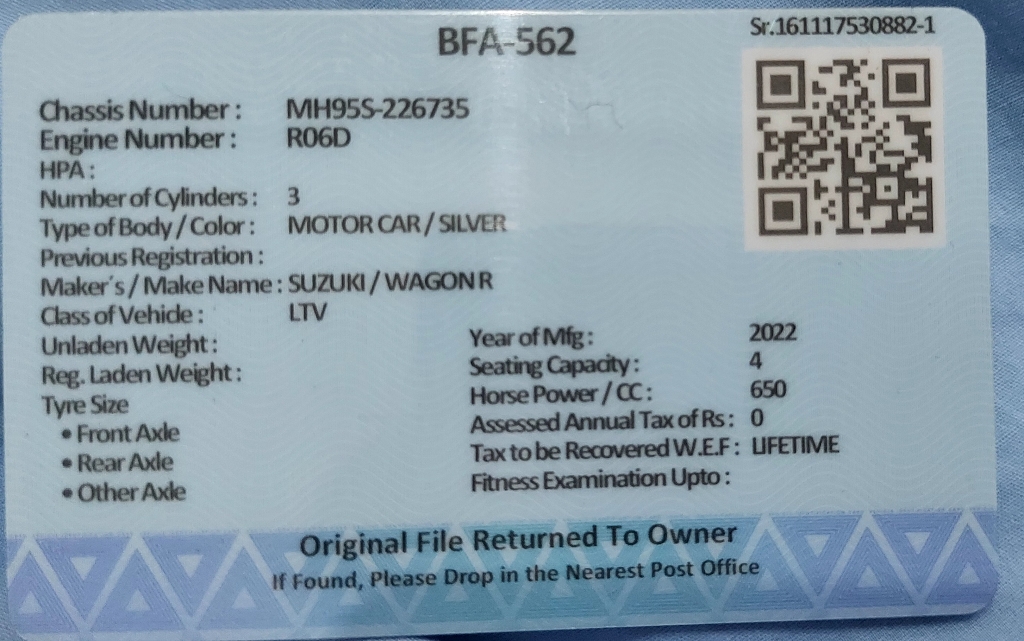 BFA-562
Sr.161117530882-1
Chassis Number : MH95S-226735
Engine Number : R06D
HPA :
Number of Cylinders : 3
Type of Body / Color : MOTOR CAR / SILVER
Previous Registration :
Maker's / Make Name : SUZUKI / WAGON R
Class of Vehicle : LTV
Unladen Weight :
Reg. Laden Weight :
Tyre Size
• Front Axle
• Rear Axle
• Other Axle
Year of Mfg : 2022
Seating Capacity : 4
Horse Power / CC : 650
Assessed Annual Tax of Rs : 0
Tax to be Recovered W.E.F : LIFETIME
Fitness Examination Upto :
Original File Returned To Owner
If Found, Please Drop in the Nearest Post Office